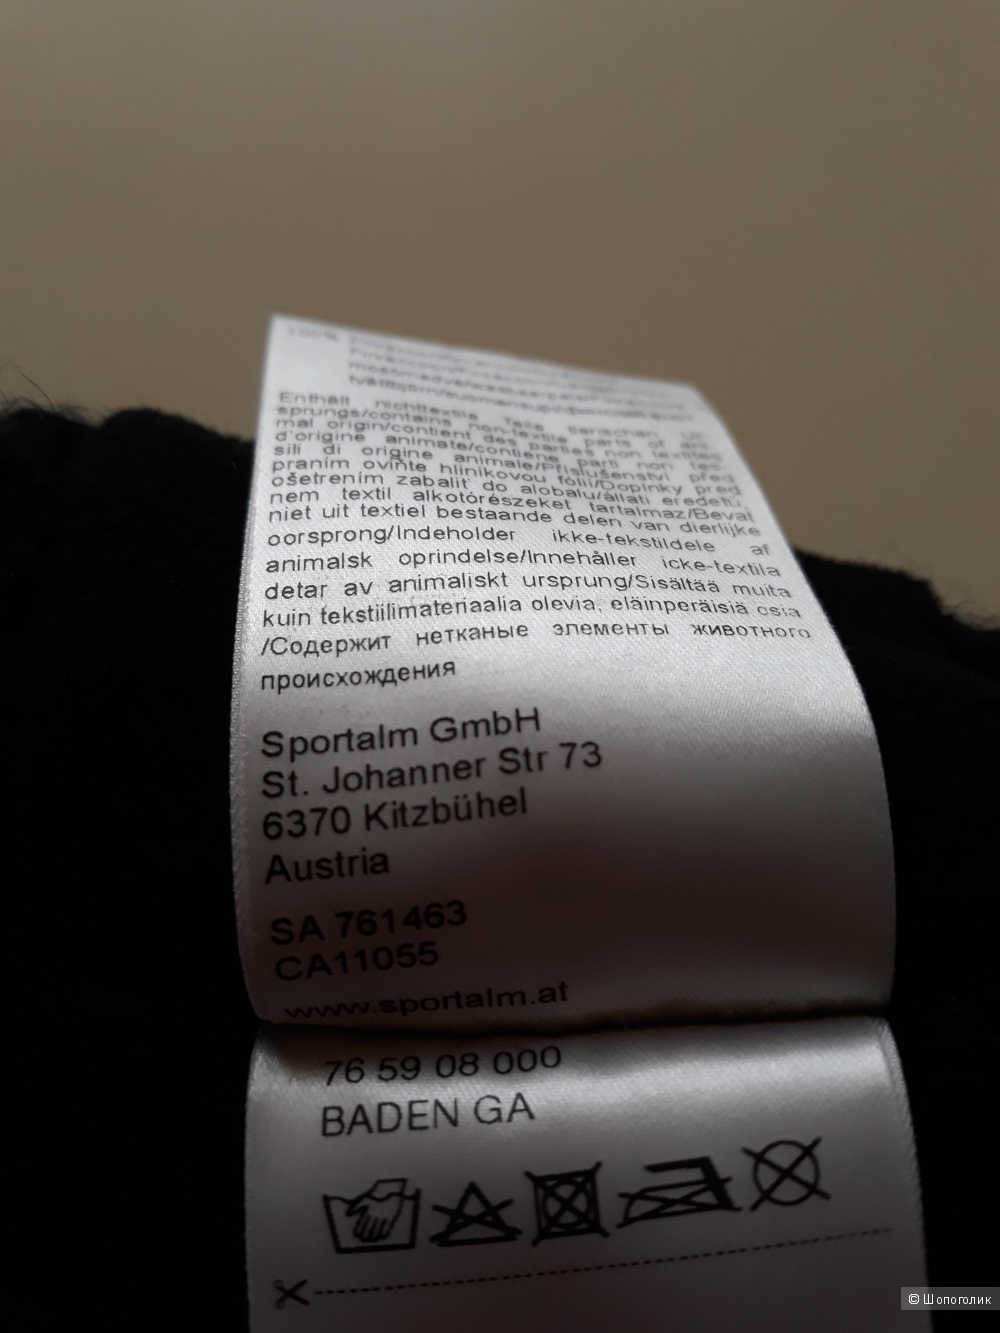 100%
Enthält nichttextile Teile tierischen Ur-
sprungs/contains non-textile parts of ani-
mal origin/contient des parties non textiles
d'origine animale/contiene parti non tes-
sili di origine animale/Příslušenství před
praním oviňte hliníkovou fólií/Doplnky pred
ošetrením zabaliť do alobalu/állati eredetű,
nem textil alkotórészeket tartalmaz/Bevat
niet uit textiel bestaande delen van dierlijke
oorsprong/Indeholder ikke-tekstildele af
animalsk oprindelse/Innehåller icke-textila
detar av animaliskt ursprung/Sisältää muita
kuin tekstiilimateriaalia olevia, eläinperäisiä osia
/Содержит нетканые элементы животного
происхождения
Sportalm GmbH
St. Johanner Str 73
6370 Kitzbühel
Austria
SA 761463
CA11055
www.sportalm.at
76 59 08 000
BADEN GA
© Шопоголик